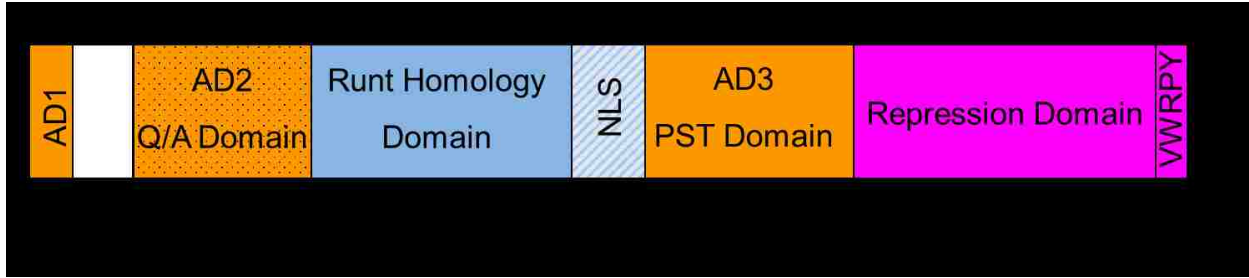 AD1
AD2
Q/A Domain
Runt Homology
Domain
NLS
AD3
PST Domain
Repression Domain
VWRPY